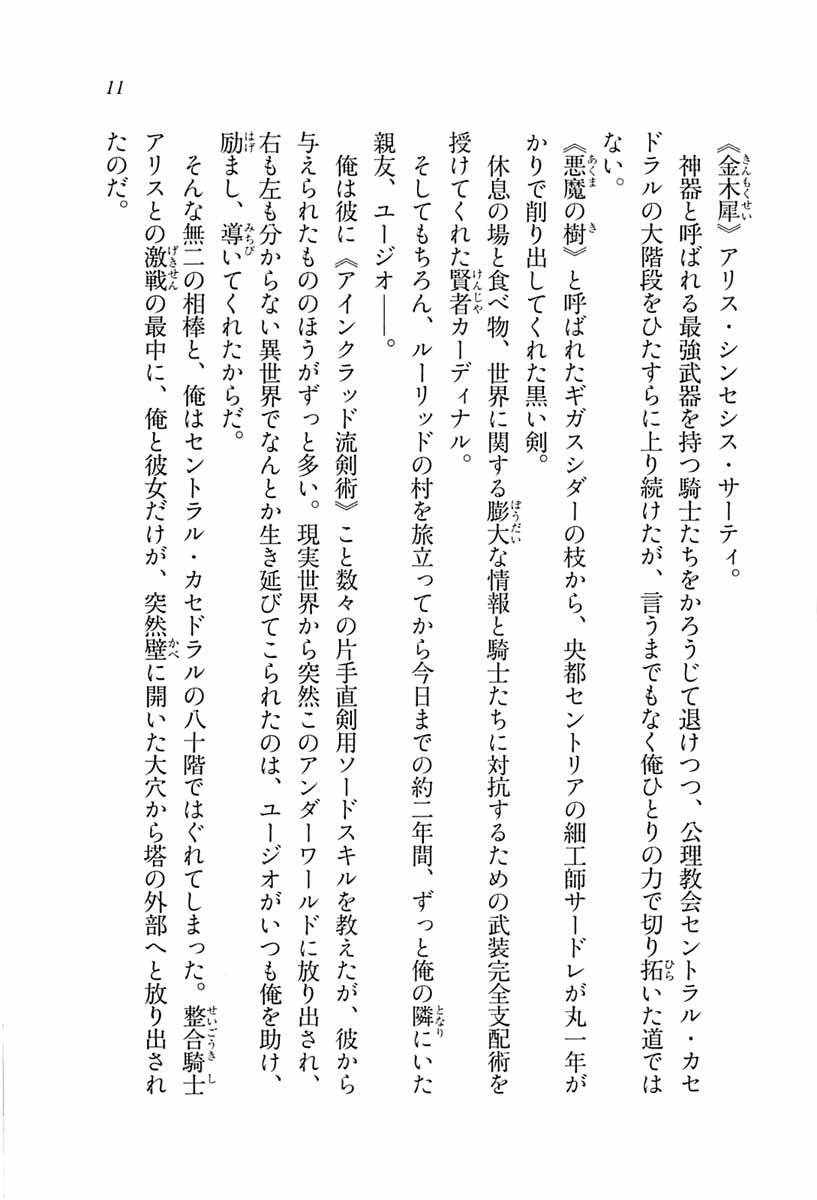 11
《金木犀》アリス・シンセシス・サーティ。
神器と呼ばれる最強武器を持つ騎士たちをかろうじて退けつつ、公理教会セントラル・カセ
ドラルの大階段をひたすらに上り続けたが、言うまでもなく俺ひとりの力で切り拓いた道では
ない。
《悪魔の樹》と呼ばれたギガスシダーの枝から、央都セントリアの細工師サードレが丸一年が
かりで削り出してくれた黒い剣。
休息の場と食べ物、世界に関する膨大な情報と騎士たちに対抗するための武装完全支配術を
授けてくれた賢者カーディナル。
そしてもちろん、ルーリッドの村を旅立ってから今日までの約二年間、ずっと俺の隣にいた
親友、ユージオ――。
俺は彼に《アインクラッド流剣術》こと数々の片手直剣用ソードスキルを教えたが、彼から
与えられたもののほうがずっと多い。現実世界から突然このアンダーワールドに放り出され、
右も左も分からない異世界でなんとか生き延びてこられたのは、ユージオがいつも俺を助け、
励まし、導いてくれたからだ。
そんな無二の相棒と、俺はセントラル・カセドラルの八十階ではぐれてしまった。整合騎士
アリスとの激戦の最中に、俺と彼女だけが、突然壁に開いた大穴から塔の外部へと放り出され
たのだ。